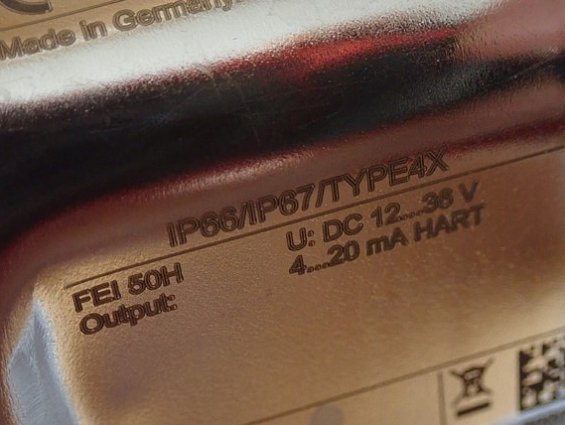 Made in Germany
IP66/IP67/TYPE4X
FEI 50H U: DC 12...36 V
Output: 4...20 mA HART